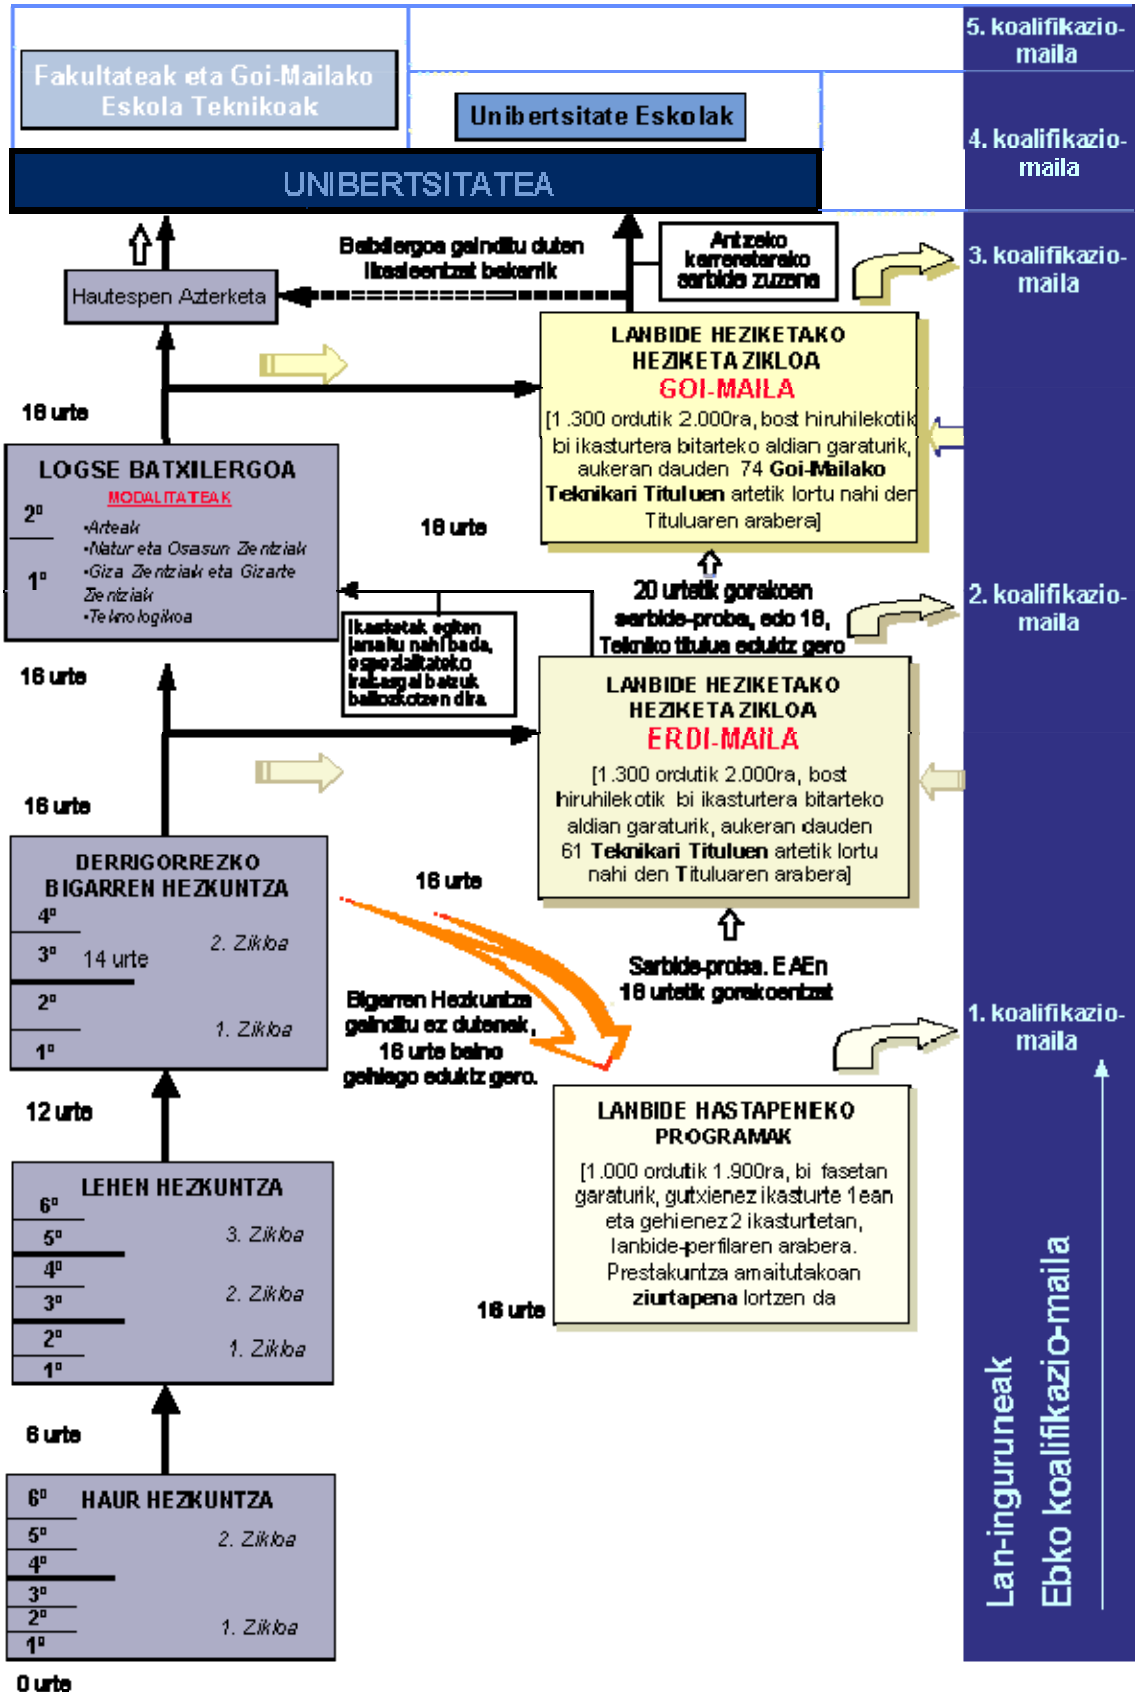 5. koalifikazio-
maila
Fakultateak eta Goi-Mailako
Eskola Teknikoak
Unibertsitate Eskolak
4. koalifikazio-
maila
UNIBERTSITATEA
Batxilergoa gainditu duten
ikasleentzat bakarrik
Antzeko
karreretarako
sarbide zuzena
3. koalifikazio-
maila
Hautespen Azterketa
LANBIDE HEZIKETAKO
HEZIKETA ZIKLOA
GOI-MAILA
[1.300 ordutik 2.000ra, bost hiruhilekotik
bi ikasturtera bitarteko aldian garaturik,
aukeran dauden 74 Goi-Mailako
Teknikari Tituluen artetik lortu nahi den
Tituluaren arabera]
18 urte
LOGSE BATXILERGOA
MODALITATEAK
2º
•Arteak
•Natur eta Osasun Zientziak
1º
•Giza Zientziak eta Gizarte
Zientziak
•Teknologikoa
18 urte
20 urtetik gorakoen
sarbide-proba, edo 18,
Tekniko titulua edukiz gero
2. koalifikazio-
maila
Ikasketak egiten
jarraitu nahi bada,
espezialitateko
irakasgai batzuk
baliozkotzen dira
16 urte
LANBIDE HEZIKETAKO
HEZIKETA ZIKLOA
ERDI-MAILA
[1.300 ordutik 2.000ra, bost
hiruhilekotik bi ikasturtera bitarteko
aldian garaturik, aukeran dauden
61 Teknikari Tituluen artetik lortu
nahi den Tituluaren arabera]
16 urte
DERRIGORREZKO
BIGARREN HEZKUNTZA
4º
3º 14 urte
2. Zikloa
2º
1. Zikloa
1º
16 urte
Sarbide-proba. EAEn
18 urtetik gorakoentzat
Bigarren Hezkuntza
gainditu ez dutenak,
16 urte baino
gehiago edukiz gero.
1. koalifikazio-
maila
12 urte
LANBIDE HASTAPENEKO
PROGRAMAK
[1.000 ordutik 1.900ra, bi fasetan
garaturik, gutxienez ikasturte 1ean
eta gehienez 2 ikasturtetan,
lanbide-perfilaren arabera.
Prestakuntza amaitutakoan
ziurtapena lortzen da
16 urte
LEHEN HEZKUNTZA
6º
5º
3. Zikloa
4º
3º
2. Zikloa
2º
1. Zikloa
1º
6 urte
HAUR HEZKUNTZA
6º
5º
2. Zikloa
4º
3º
2º
1. Zikloa
1º
0 urte
Lan-inguruneak
Ebko koalifikazio-maila